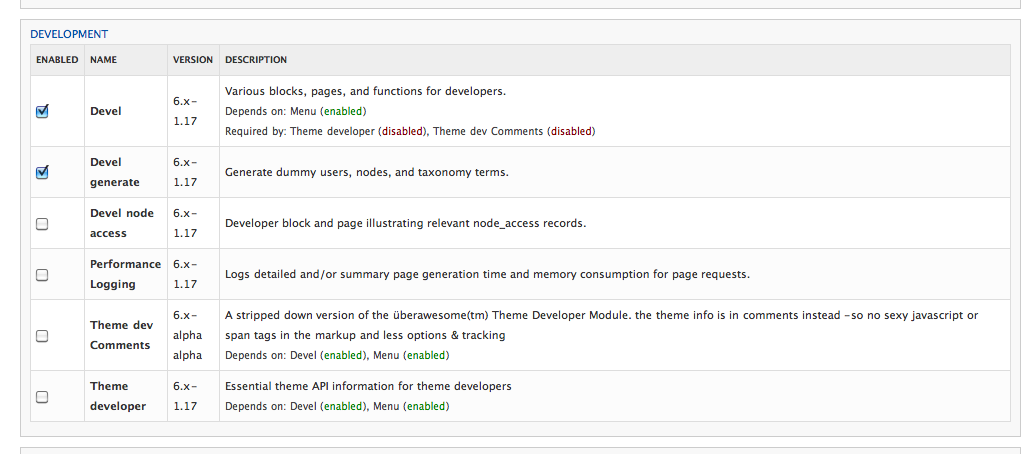 DEVELOPMENT
ENABLED NAME VERSION DESCRIPTION
Devel
6.x-
1.17
Various blocks, pages, and functions for developers.
Depends on: Menu (enabled)
Required by: Theme developer (disabled), Theme dev Comments (disabled)
Devel
generate
6.x-
1.17
Generate dummy users, nodes, and taxonomy terms.
Devel node
access
6.x-
1.17
Developer block and page illustrating relevant node_access records.
Performance
Logging
6.x-
1.17
Logs detailed and/or summary page generation time and memory consumption for page requests.
Theme dev
Comments
6.x-
alpha
alpha
A stripped down version of the überawesome(tm) Theme Developer Module. the theme info is in comments instead -so no sexy javascript or
span tags in the markup and less options & tracking
Depends on: Devel (enabled), Menu (enabled)
Theme
developer
6.x-
1.17
Essential theme API information for theme developers
Depends on: Devel (enabled), Menu (enabled)